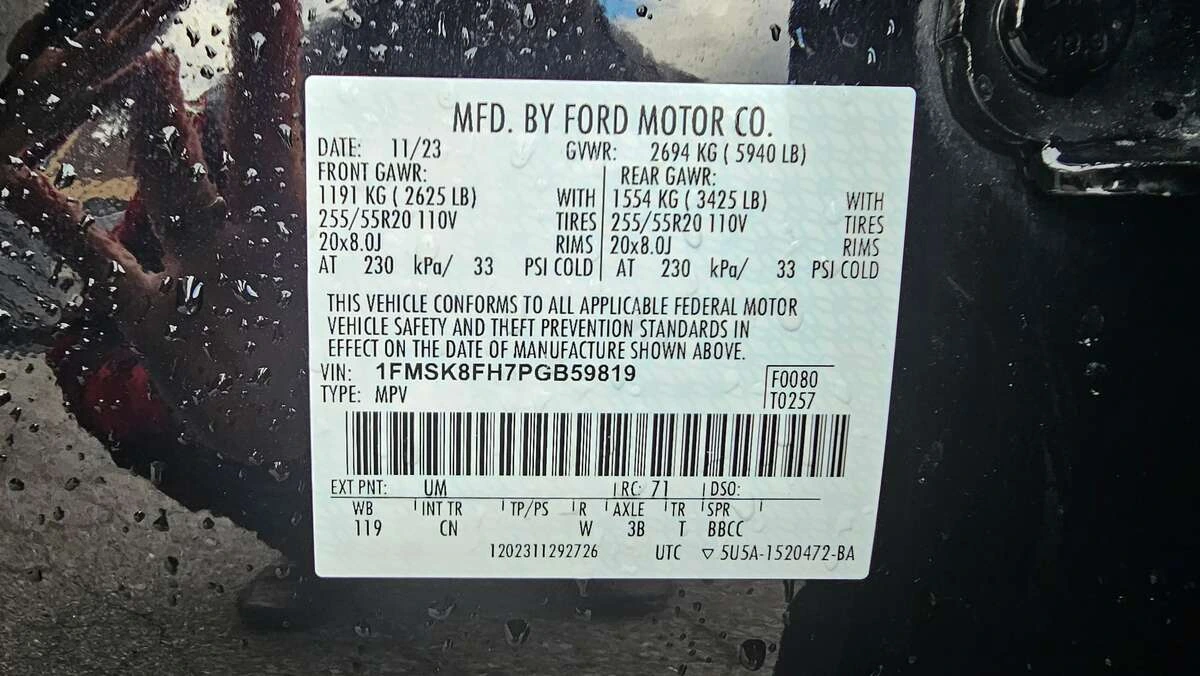 MFD. BY FORD MOTOR CO.
DATE: 11/23 GVWR: 2694 KG ( 5940 LB)
FRONT GAWR: REAR GAWR:
1191 KG ( 2625 LB) WITH 1554 KG ( 3425 LB) WITH
255/55R20 110V TIRES 255/55R20 110V TIRES
20x8.0J RIMS 20x8.0J RIMS
AT 230 kPa/ 33 PSI COLD AT 230 kPa/ 33 PSI COLD
THIS VEHICLE CONFORMS TO ALL APPLICABLE FEDERAL MOTOR
VEHICLE SAFETY AND THEFT PREVENTION STANDARDS IN
EFFECT ON THE DATE OF MANUFACTURE SHOWN ABOVE.
VIN: 1FMSK8FH7PGB59819 F0080
TYPE: MPV T0257
EXT PNT: UM RC: 71 DSO:
WB INT TR TP/PS R AXLE TR SPR
119 CN W 3B T BBCC
1202311292726 UTC ▽ 5U5A-1520472-BA